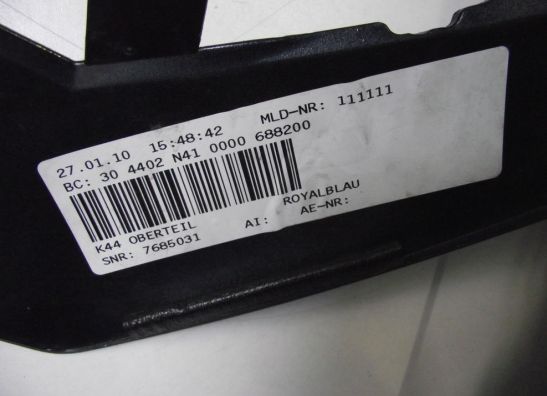 27.01.10 15:48:42 MLD-NR: 111111
BC: 30 4402 N41 0000 688200
K44 OBERTEIL ROYALBLAU
SNR: 7685031 AI: AE-NR: